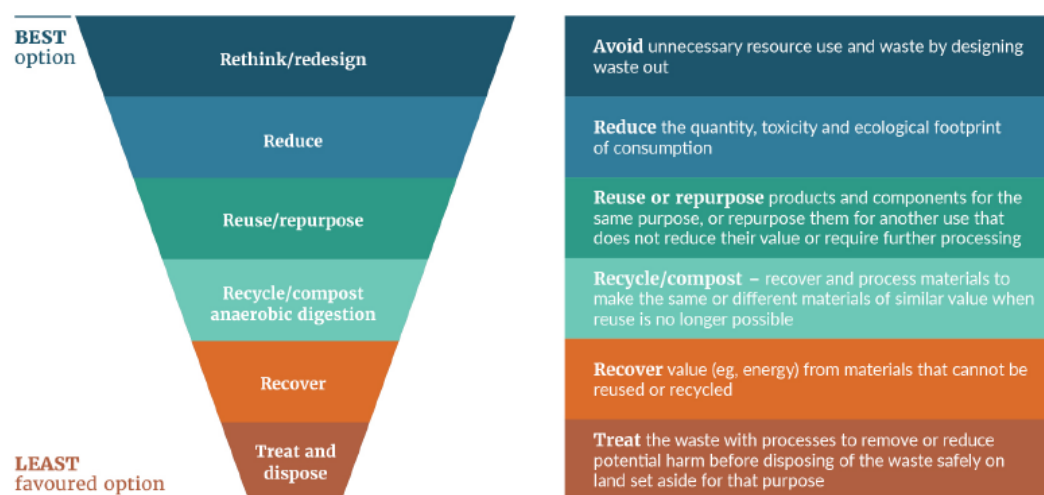 BEST
option
Rethink/redesign
Avoid unnecessary resource use and waste by designing
waste out
Reduce
Reduce the quantity, toxicity and ecological footprint
of consumption
Reuse/repurpose
Reuse or repurpose products and components for the
same purpose, or repurpose them for another use that
does not reduce their value or require further processing
Recycle/compost
anaerobic digestion
Recycle/compost – recover and process materials to
make the same or different materials of similar value when
reuse is no longer possible
Recover
Recover value (eg, energy) from materials that cannot be
reused or recycled
Treat and
dispose
Treat the waste with processes to remove or reduce
potential harm before disposing of the waste safely on
land set aside for that purpose
LEAST
favoured option